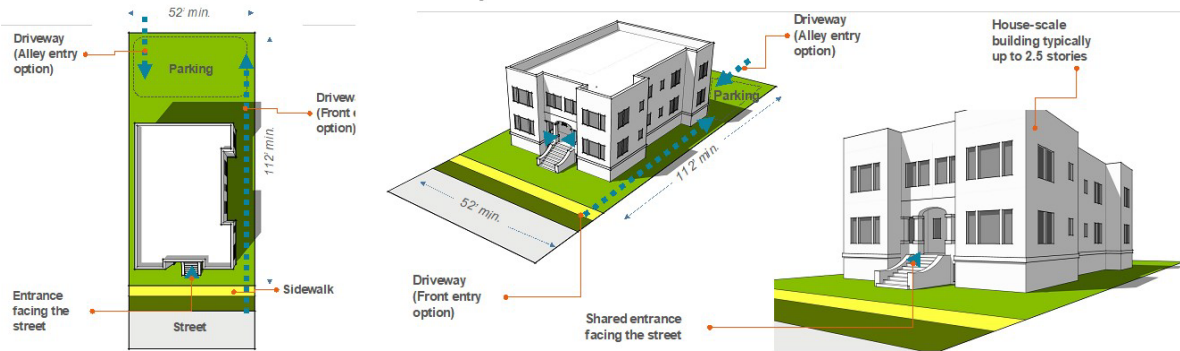 52' min.
Driveway
(Alley entry
option)
Parking
Drivew
(Front e
option)
112' min.
Entrance
facing the
street
Sidewalk
Street
Driveway
(Alley entry
option)
Parking
112' min.
52' min.
Driveway
(Front entry
option)
House-scale
building typically
up to 2.5 stories
Shared entrance
facing the street